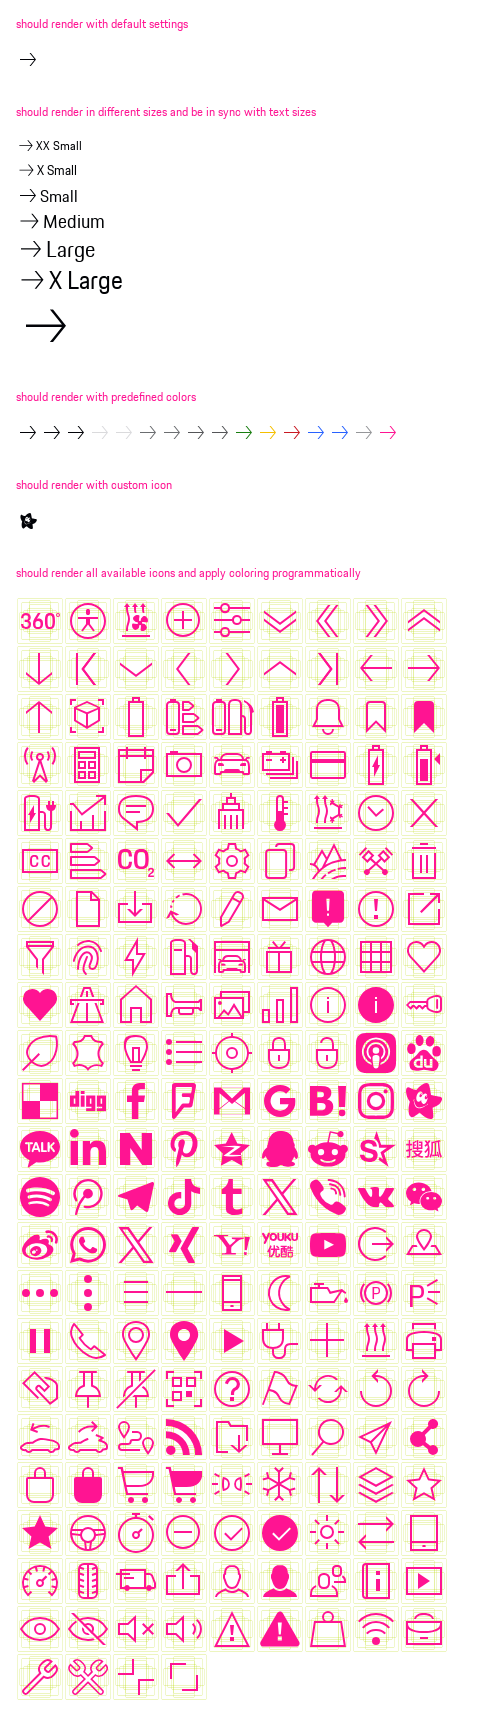 should render with default settings
should render in different sizes and be in sync with text sizes
XX Small
X Small
Small
Medium
Large
X Large
should render with predefined colors
should render with custom icon
should render all available icons and apply coloring programmatically
360°
CC
CO2
digg
G
B!
du
TALK
in
N
t
S
搜狐
X
Y!
YOUKU
优酷
P
P